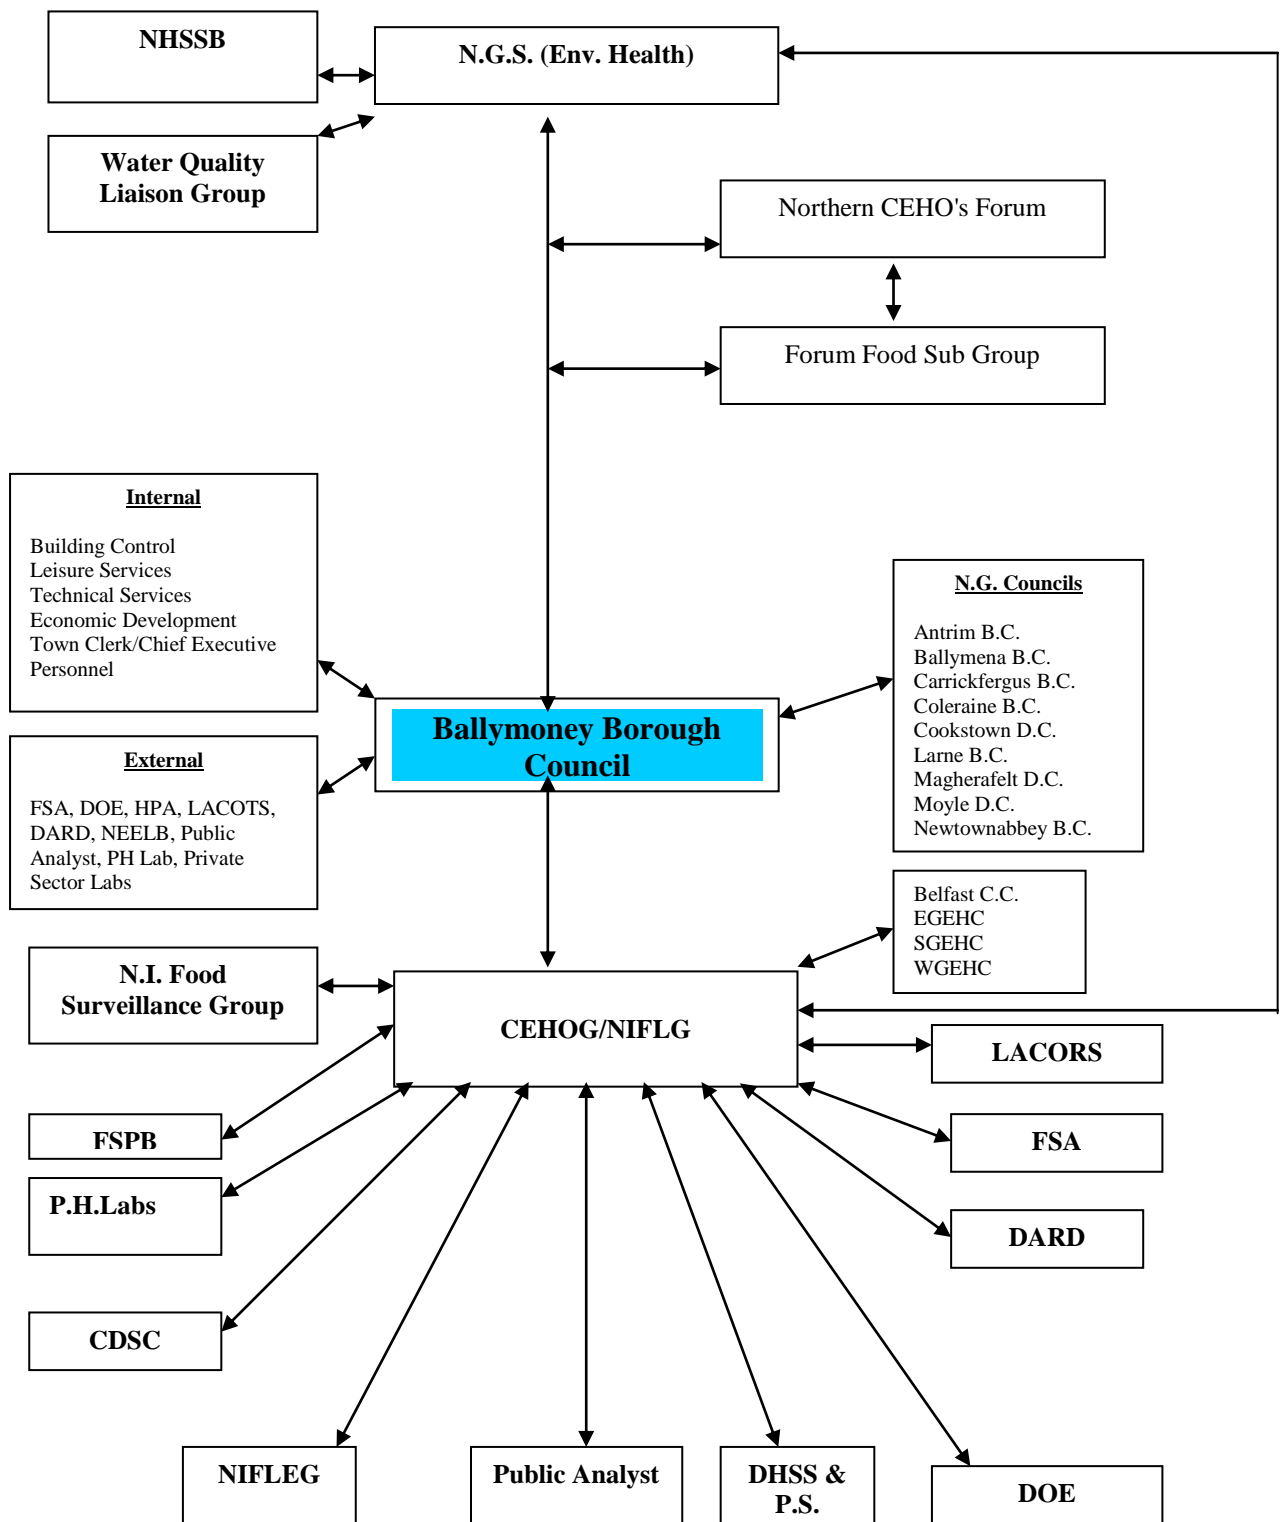 NHSSB
N.G.S. (Env. Health)
Water Quality
Liaison Group
Northern CEHO's Forum
Forum Food Sub Group
Internal
Building Control
Leisure Services
Technical Services
Economic Development
Town Clerk/Chief Executive
Personnel
N.G. Councils
Antrim B.C.
Ballymena B.C.
Carrickfergus B.C.
Coleraine B.C.
Cookstown D.C.
Larne B.C.
Magherafelt D.C.
Moyle D.C.
Newtownabbey B.C.
Ballymoney Borough
Council
External
FSA, DOE, HPA, LACOTS,
DARD, NEELB, Public
Analyst, PH Lab, Private
Sector Labs
Belfast C.C.
EGEHC
SGEHC
WGEHC
N.I. Food
Surveillance Group
CEHOG/NIFLG
LACORS
FSPB
FSA
P.H.Labs
DARD
CDSC
NIFLEG
Public Analyst
DHSS &
P.S.
DOE